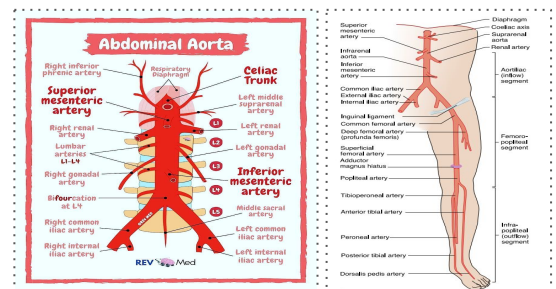 Abdominal Aorta
Right inferior
phrenic artery
Respiratory
Diaphragm
Celiac
Trunk
Superior
mesenteric
artery
Left middle
suprarenal
artery
Right renal
artery
L1
Left renal
artery
Lumbar
arteries
L1-L4
L2
Left gonadal
artery
Right gonadal
artery
L3
Inferior
mesenteric
artery
Bifourcation
at L4
L4
Middle sacral
artery
L5
Right common
iliac artery
Left common
iliac artery
Right internal
iliac artery
Left internal
iliac artery
REV Med
Superior
mesenteric
artery
Infrarenal
aorta
Inferior
mesenteric
artery
Common iliac artery
External iliac artery
Internal iliac artery
Inguinal ligament
Common femoral artery
Deep femoral artery
(profunda femoris)
Superficial
femoral artery
Adductor
magnus hiatus
Popliteal artery
Tibioperoneal artery
Anterior tibial artery
Peroneal artery
Posterior tibial artery
Dorsalis pedis artery
Diaphragm
Coeliac axis
Suprarenal
aorta
Renal artery
Aortoiliac
(inflow)
segment
Femoro-
popliteal
segment
Infra-
popliteal
(outflow)
segment